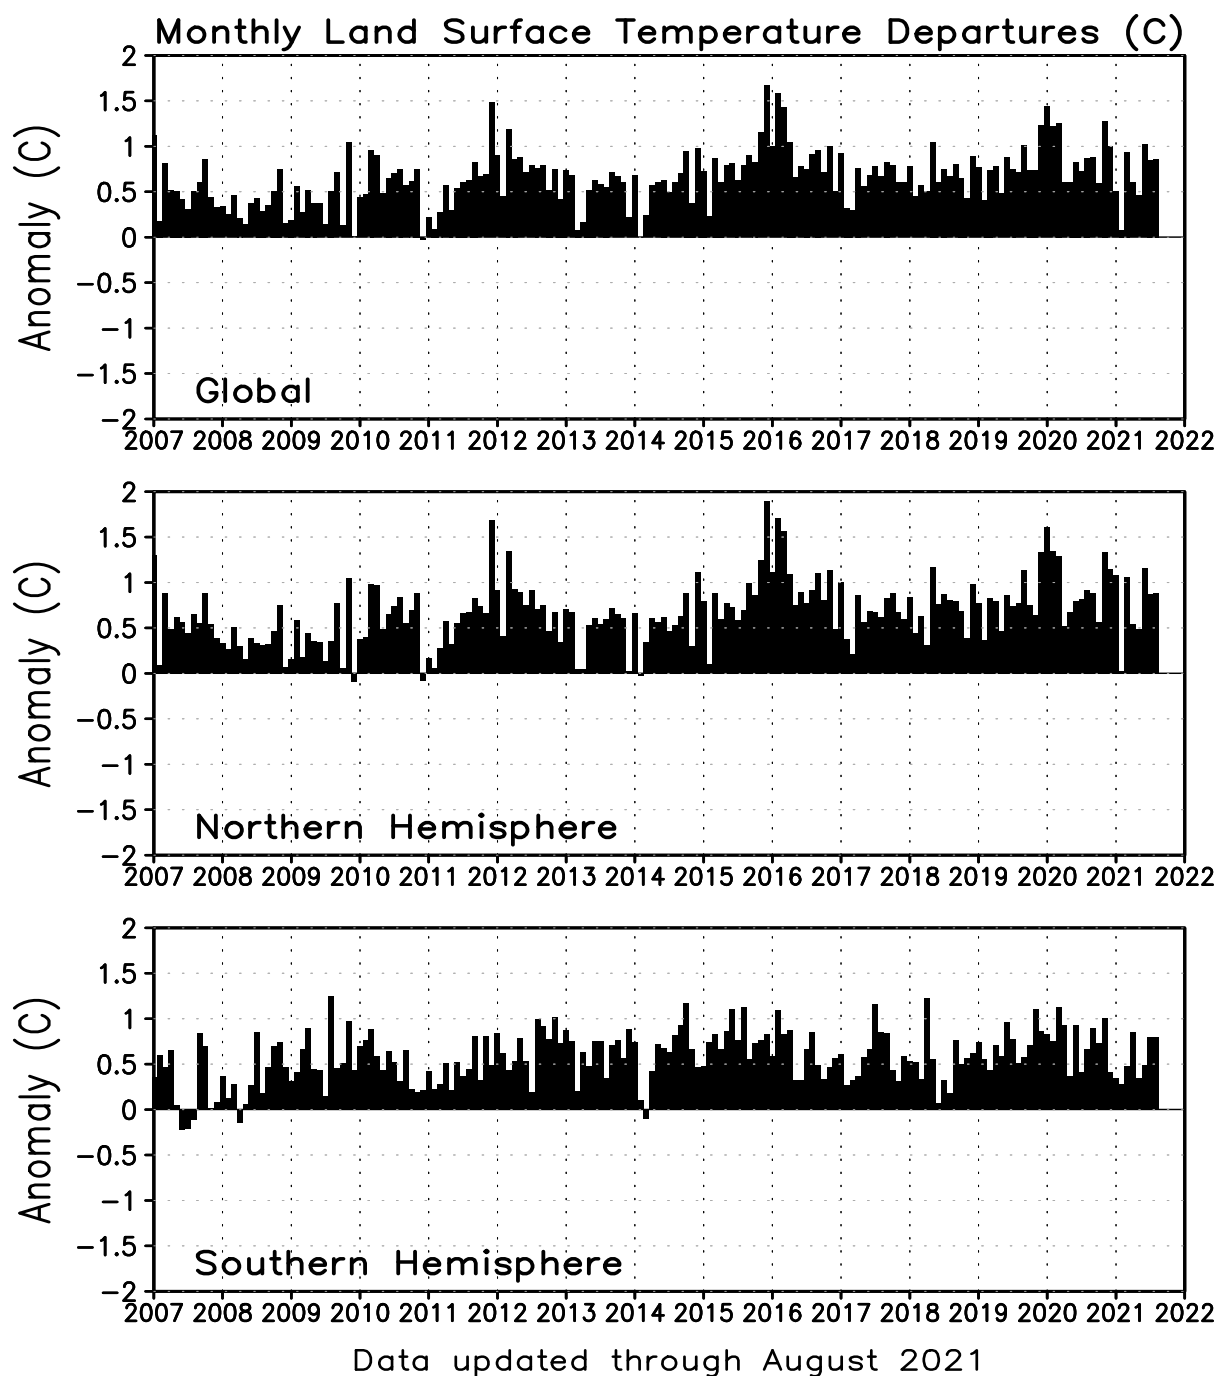 Monthly Land Surface Temperature Departures (C)
Anomaly (C)
2
1.5
1
0.5
0
−0.5
−1
−1.5
−2
Global
2007 2008 2009 2010 2011 2012 2013 2014 2015 2016 2017 2018 2019 2020 2021 2022
Anomaly (C)
2
1.5
1
0.5
0
−0.5
−1
−1.5
−2
Northern Hemisphere
2007 2008 2009 2010 2011 2012 2013 2014 2015 2016 2017 2018 2019 2020 2021 2022
Anomaly (C)
2
1.5
1
0.5
0
−0.5
−1
−1.5
−2
Southern Hemisphere
2007 2008 2009 2010 2011 2012 2013 2014 2015 2016 2017 2018 2019 2020 2021 2022
Data updated through August 2021